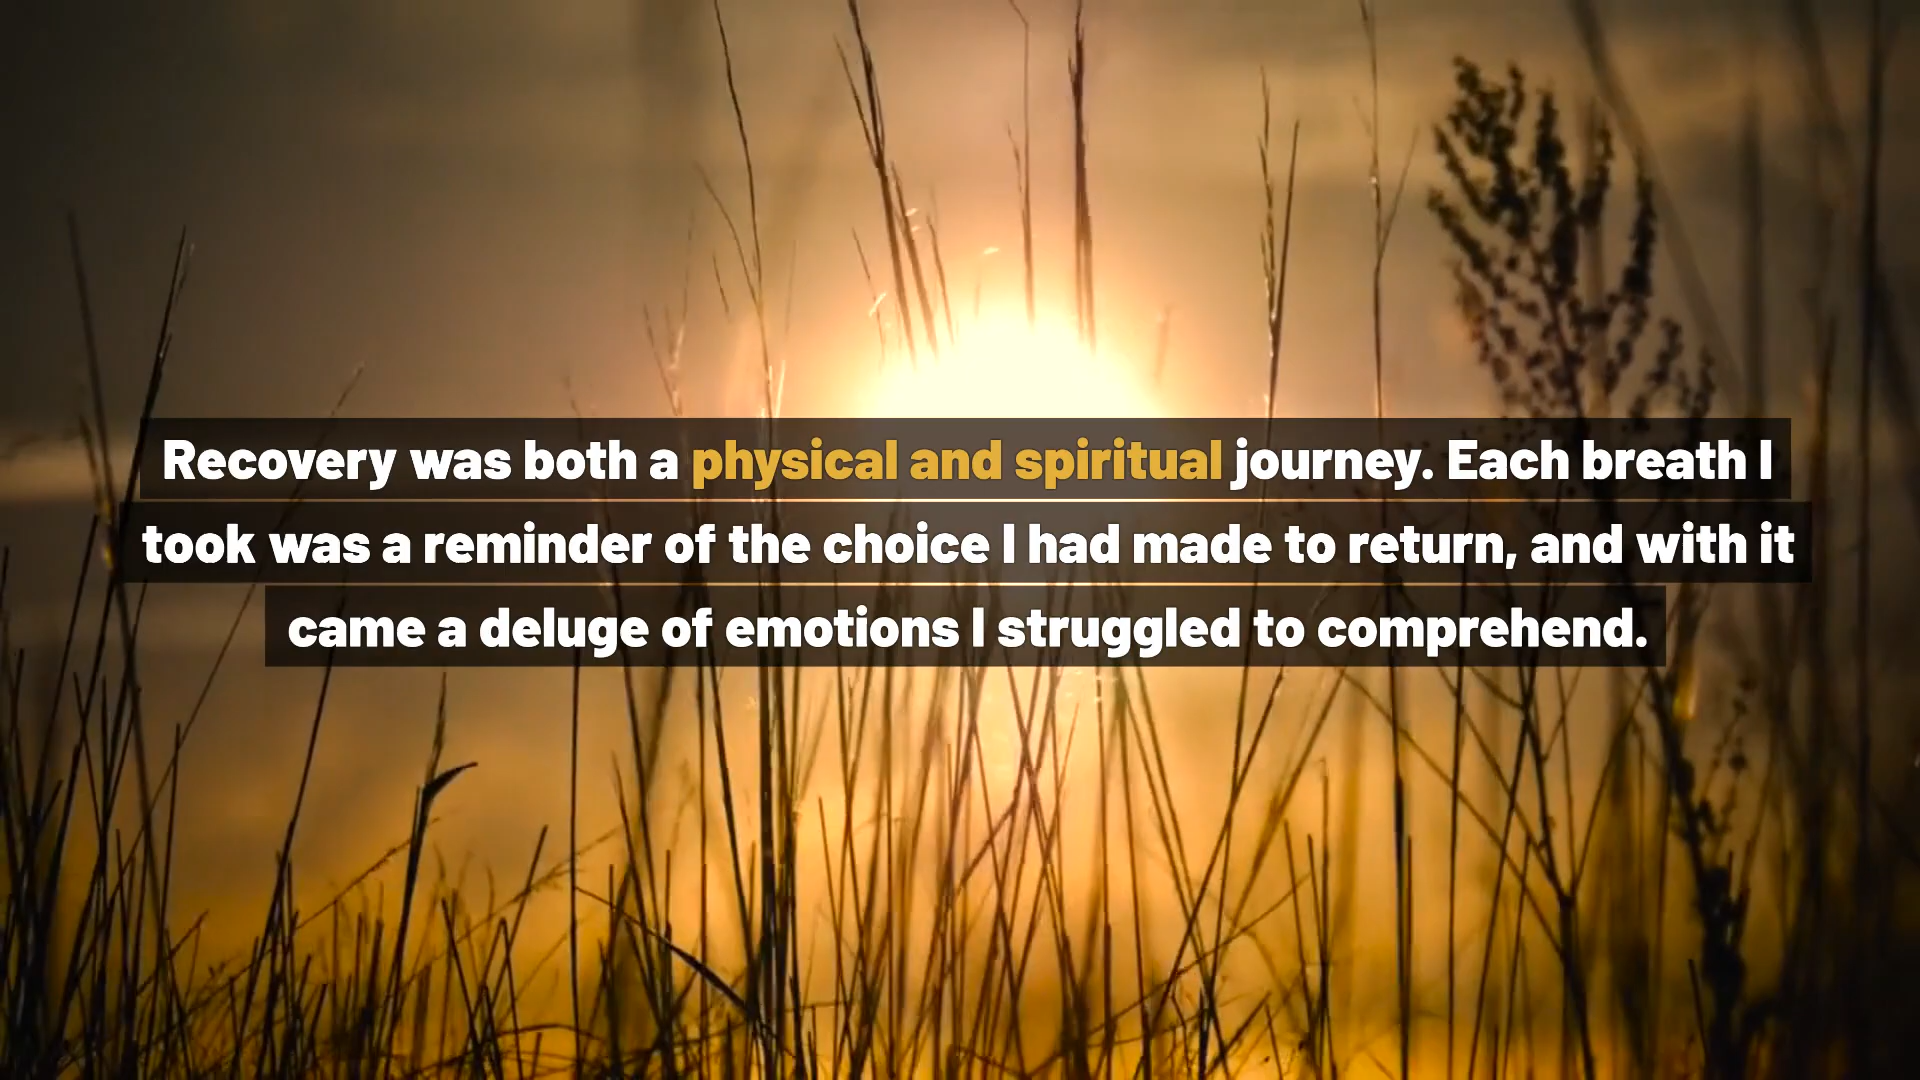 Recovery was both a physical and spiritual journey. Each breath I
took was a reminder of the choice I had made to return, and with it
came a deluge of emotions I struggled to comprehend.